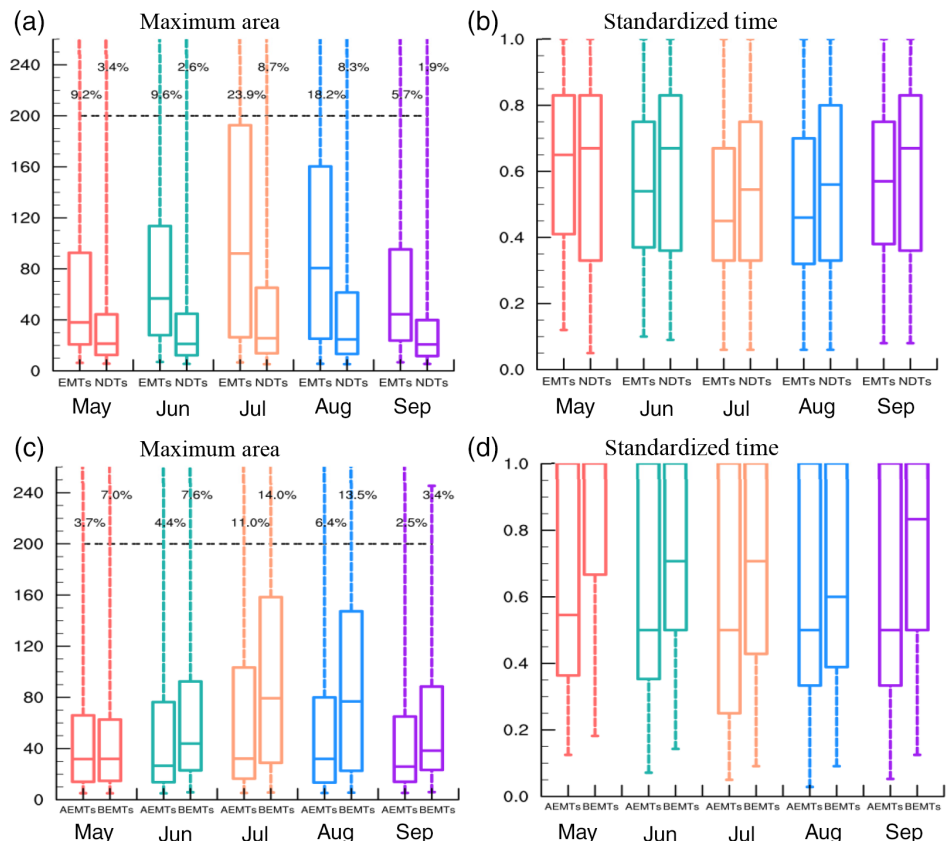 (a) Maximum area
240
200
160
120
80
40
0
3.4% 2.6% 8.7% 8.3% 1.9%
9.2% 9.6% 23.9% 18.2% 5.7%
EMTs NDTs EMTs NDTs EMTs NDTs EMTs NDTs EMTs NDTs
May Jun Jul Aug Sep
(b) Standardized time
1.0
0.8
0.6
0.4
0.2
0.0
EMTs NDTs EMTs NDTs EMTs NDTs EMTs NDTs EMTs NDTs
May Jun Jul Aug Sep
(c) Maximum area
240
200
160
120
80
40
0
7.0% 7.6% 14.0% 13.5% 3.4%
3.7% 4.4% 11.0% 6.4% 2.5%
AEMTs BEMTs AEMTs BEMTs AEMTs BEMTs AEMTs BEMTs AEMTs BEMTs
May Jun Jul Aug Sep
(d) Standardized time
1.0
0.8
0.6
0.4
0.2
0.0
AEMTs BEMTs AEMTs BEMTs AEMTs BEMTs AEMTs BEMTs AEMTs BEMTs
May Jun Jul Aug Sep